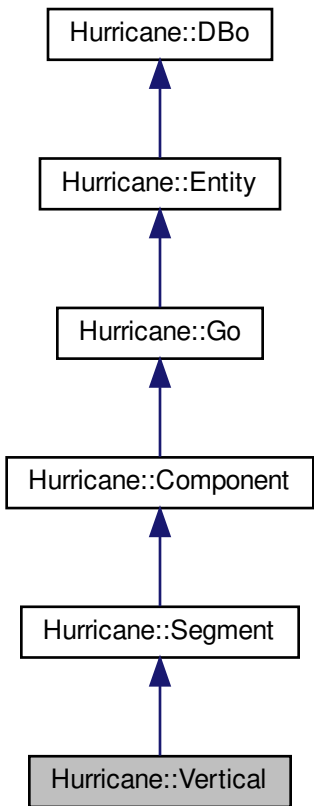 Hurricane::DBo
Hurricane::Entity
Hurricane::Go
Hurricane::Component
Hurricane::Segment
Hurricane::Vertical